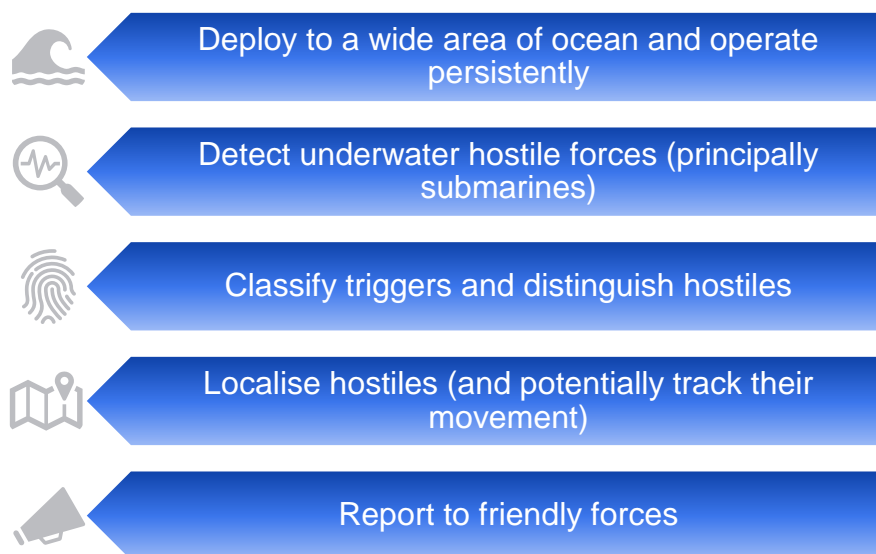 Deploy to a wide area of ocean and operate
persistently
Detect underwater hostile forces (principally
submarines)
Classify triggers and distinguish hostiles
Localise hostiles (and potentially track their
movement)
Report to friendly forces